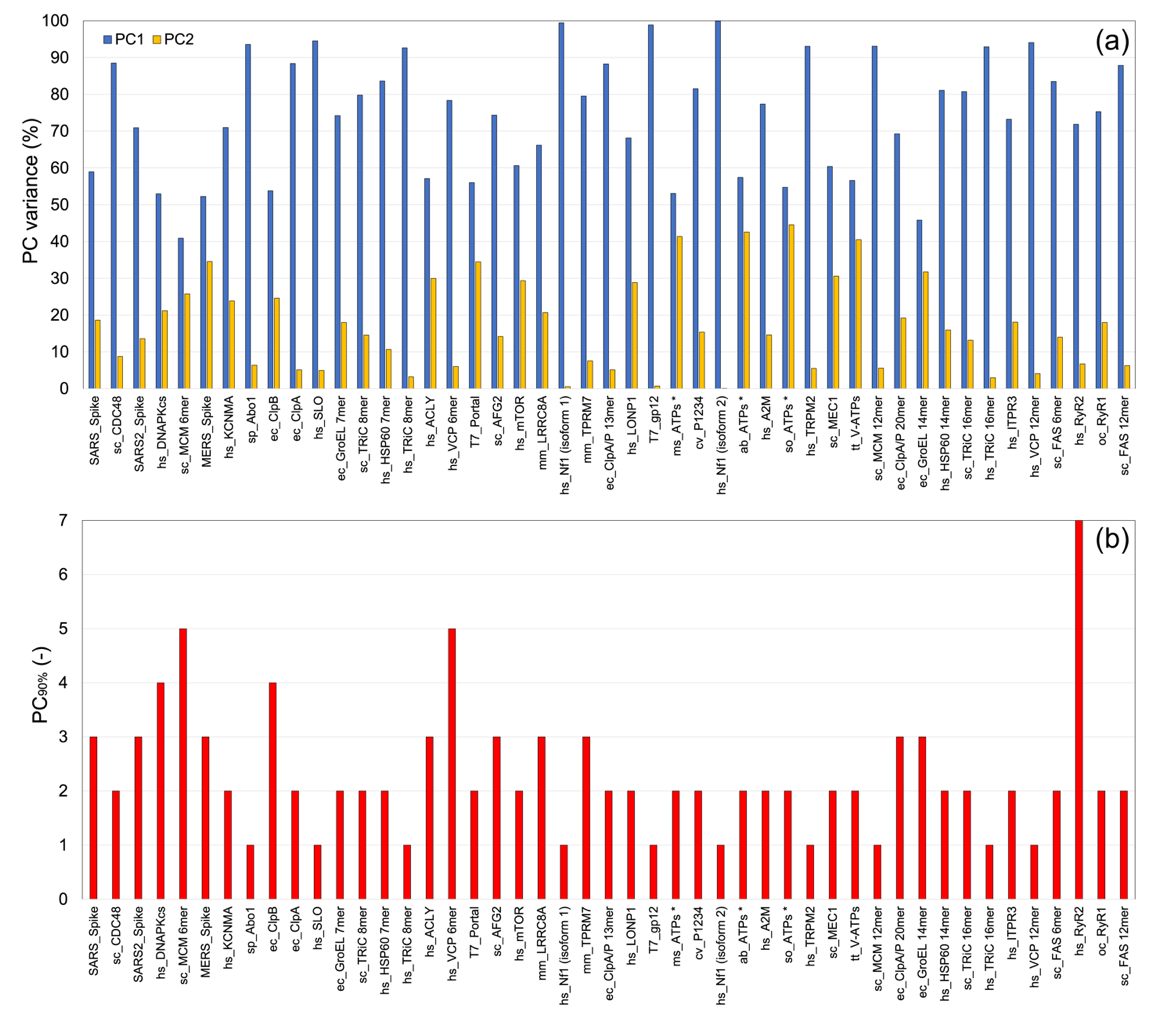 (a)
PC1 PC2
PC variance (%)
100
90
80
70
60
50
40
30
20
10
0
SARS_Spike
sc_CDC48
SARS2_Spike
hs_DNAPKcs
sc_MCM 6mer
MERS_Spike
hs_KCNMA
sp_Abo1
ec_ClpB
ec_ClpA
hs_SLO
ec_GroEL 7mer
sc_TRiC 8mer
hs_HSP60 7mer
hs_TRiC 8mer
hs_ACLY
hs_VCP 6mer
T7_Portal
sc_AFG2
hs_mTOR
mm_LRRC8A
hs_Nf1 (isoform 1)
mm_TPRM7
ec_ClpA/P 13mer
hs_LONP1
T7_gp12
ms_ATPs *
cv_P1234
hs_Nf1 (isoform 2)
ab_ATPs *
hs_A2M
so_ATPs *
hs_TRPM2
sc_MEC1
tt_V-ATPs
sc_MCM 12mer
ec_ClpA/P 20mer
ec_GroEL 14mer
hs_HSP60 14mer
sc_TRiC 16mer
hs_TRiC 16mer
hs_ITPR3
hs_VCP 12mer
sc_FAS 6mer
hs_RyR2
oc_RyR1
sc_FAS 12mer
(b)
PC90% (-)
7
6
5
4
3
2
1
0
SARS_Spike
sc_CDC48
SARS2_Spike
hs_DNAPKcs
sc_MCM 6mer
MERS_Spike
hs_KCNMA
sp_Abo1
ec_ClpB
ec_ClpA
hs_SLO
ec_GroEL 7mer
sc_TRiC 8mer
hs_HSP60 7mer
hs_TRiC 8mer
hs_ACLY
hs_VCP 6mer
T7_Portal
sc_AFG2
hs_mTOR
mm_LRRC8A
hs_Nf1 (isoform 1)
mm_TPRM7
ec_ClpA/P 13mer
hs_LONP1
T7_gp12
ms_ATPs *
cv_P1234
hs_Nf1 (isoform 2)
ab_ATPs *
hs_A2M
so_ATPs *
hs_TRPM2
sc_MEC1
tt_V-ATPs
sc_MCM 12mer
ec_ClpA/P 20mer
ec_GroEL 14mer
hs_HSP60 14mer
sc_TRiC 16mer
hs_TRiC 16mer
hs_ITPR3
hs_VCP 12mer
sc_FAS 6mer
hs_RyR2
oc_RyR1
sc_FAS 12mer